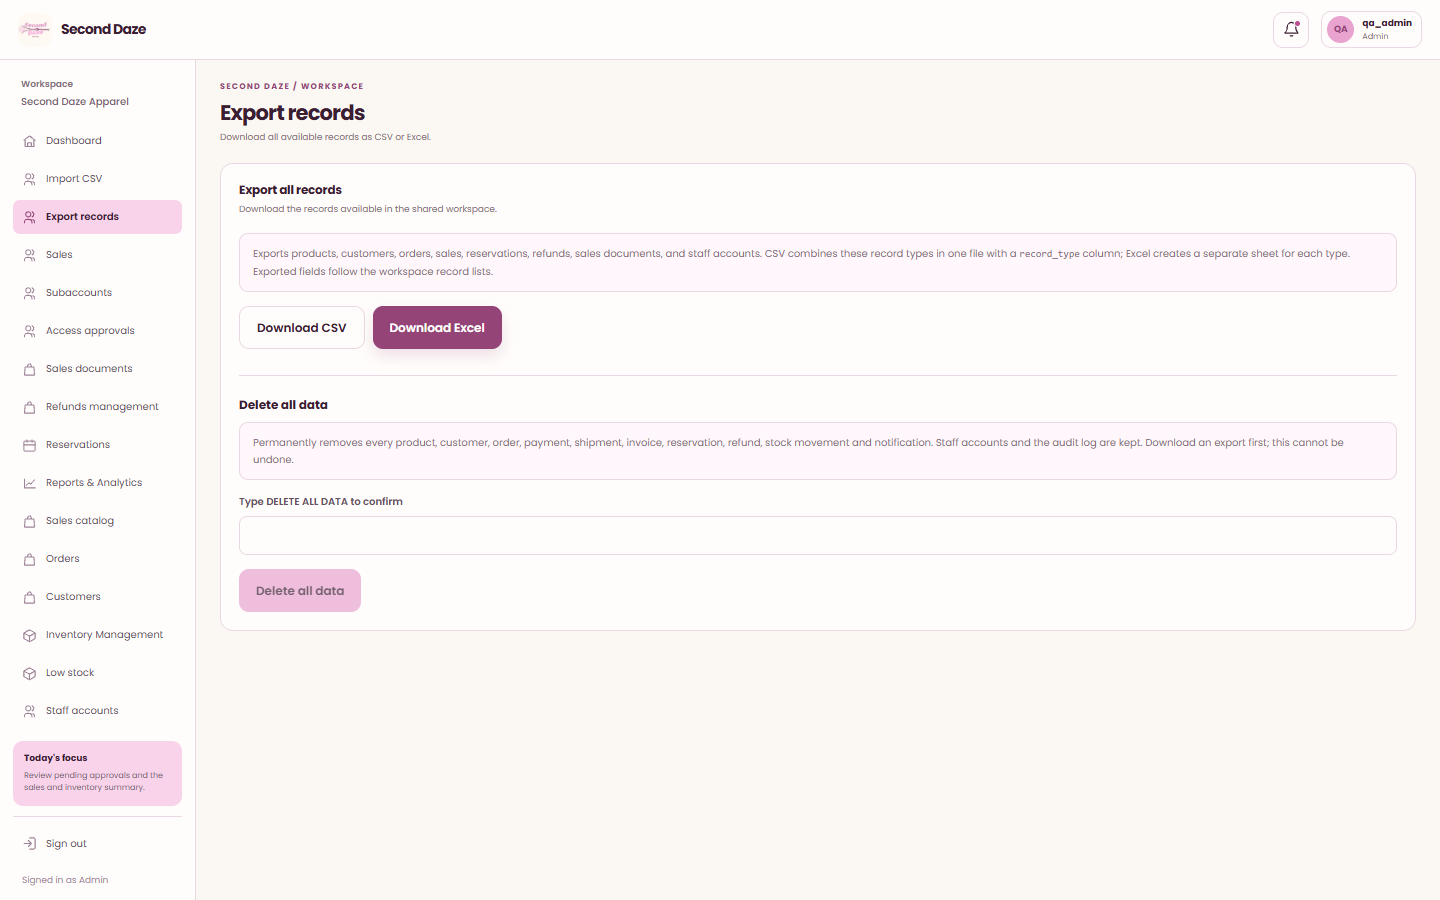 Second Daze
QA
qa_admin
Admin
Workspace
Second Daze Apparel
Dashboard
Import CSV
Export records
Sales
Subaccounts
Access approvals
Sales documents
Refunds management
Reservations
Reports & Analytics
Sales catalog
Orders
Customers
Inventory Management
Low stock
Staff accounts
Today's focus
Review pending approvals and the
sales and inventory summary.
Sign out
Signed in as Admin
SECOND DAZE / WORKSPACE
Export records
Download all available records as CSV or Excel.
Export all records
Download the records available in the shared workspace.
Exports products, customers, orders, sales, reservations, refunds, sales documents, and staff accounts. CSV combines these record types in one file with a record_type column; Excel creates a separate sheet for each type.
Exported fields follow the workspace record lists.
Download CSV
Download Excel
Delete all data
Permanently removes every product, customer, order, payment, shipment, invoice, reservation, refund, stock movement and notification. Staff accounts and the audit log are kept. Download an export first; this cannot be
undone.
Type DELETE ALL DATA to confirm
Delete all data